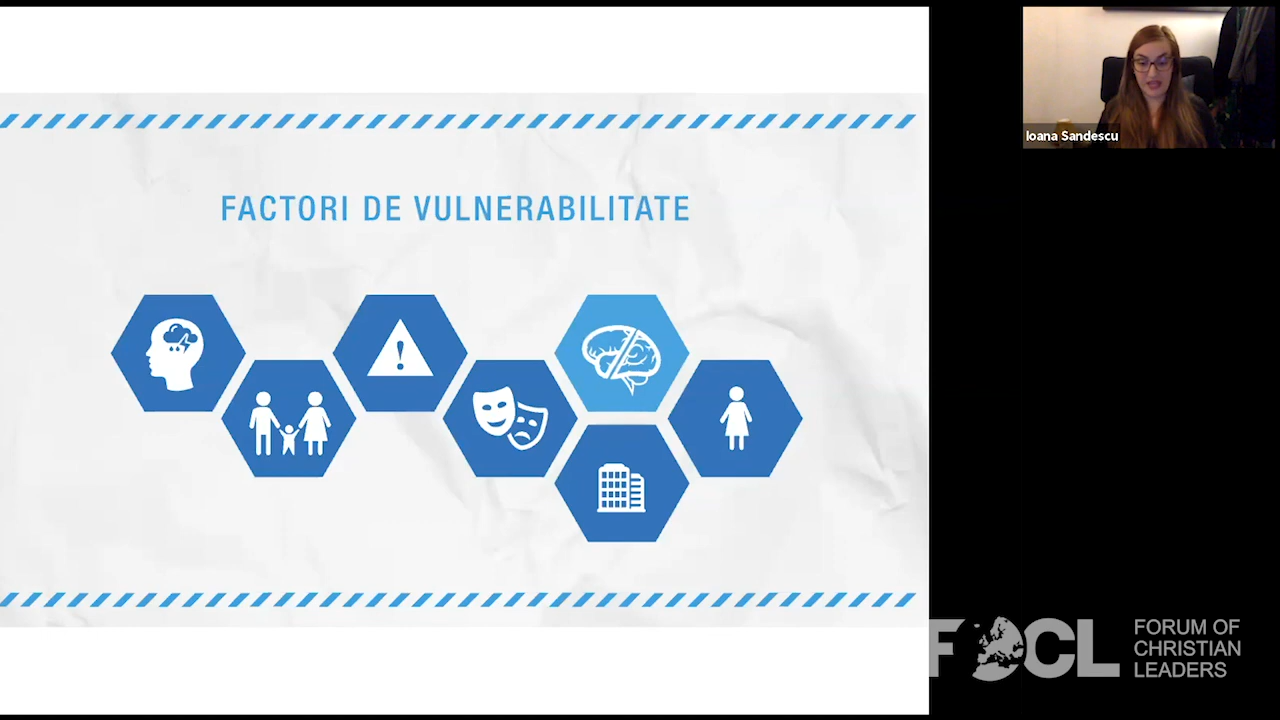 Ioana Sandescu
FACTORI DE VULNERABILITATE
FOCL
FORUM OF
CHRISTIAN
LEADERS